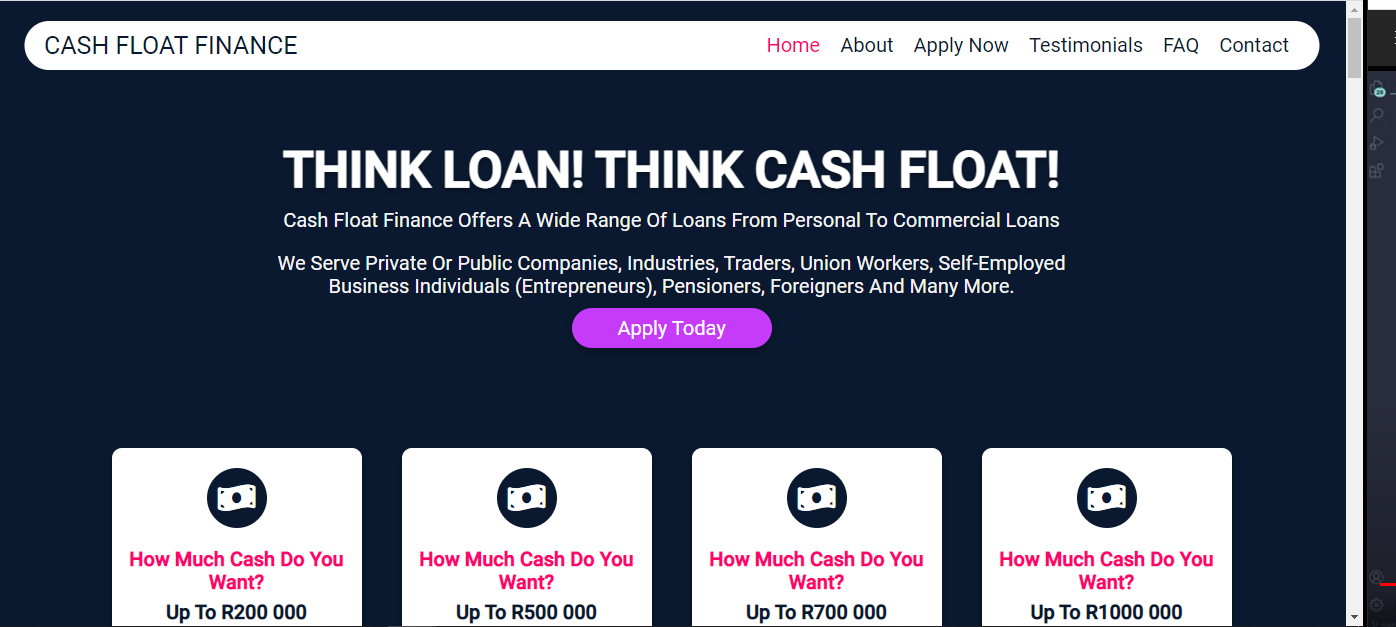 CASH FLOAT FINANCE
Home About Apply Now Testimonials FAQ Contact
THINK LOAN! THINK CASH FLOAT!
Cash Float Finance Offers A Wide Range Of Loans From Personal To Commercial Loans
We Serve Private Or Public Companies, Industries, Traders, Union Workers, Self-Employed
Business Individuals (Entrepreneurs), Pensioners, Foreigners And Many More.
Apply Today
How Much Cash Do You
Want?
Up To R200 000
How Much Cash Do You
Want?
Up To R500 000
How Much Cash Do You
Want?
Up To R700 000
How Much Cash Do You
Want?
Up To R1000 000